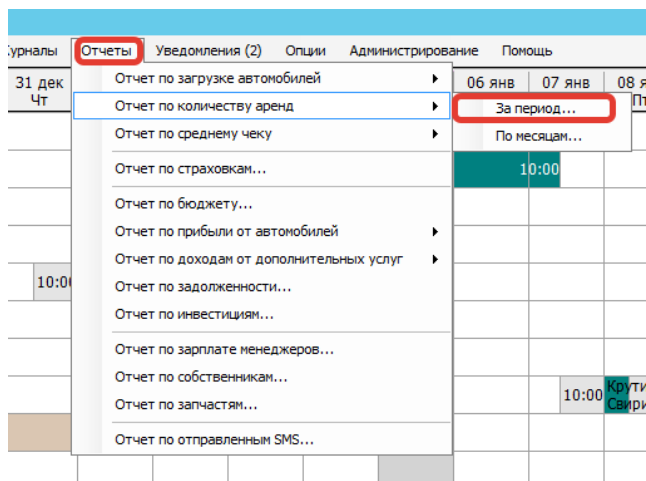 Журналы Отчеты Уведомления (2) Опции Администрирование Помощь
31 дек 06 янв 07 янв 08 я
Чт Пт
Отчет по загрузке автомобилей
Отчет по количеству аренд
За период...
Отчет по среднему чеку
По месяцам...
Отчет по страховкам...
10:00
Отчет по бюджету...
Отчет по прибыли от автомобилей
Отчет по доходам от дополнительных услуг
10:00
Отчет по задолженности...
Отчет по инвестициям...
Отчет по зарплате менеджеров...
Отчет по собственникам...
10:00 Крути
Свири
Отчет по запчастям...
Отчет по отправленным SMS...